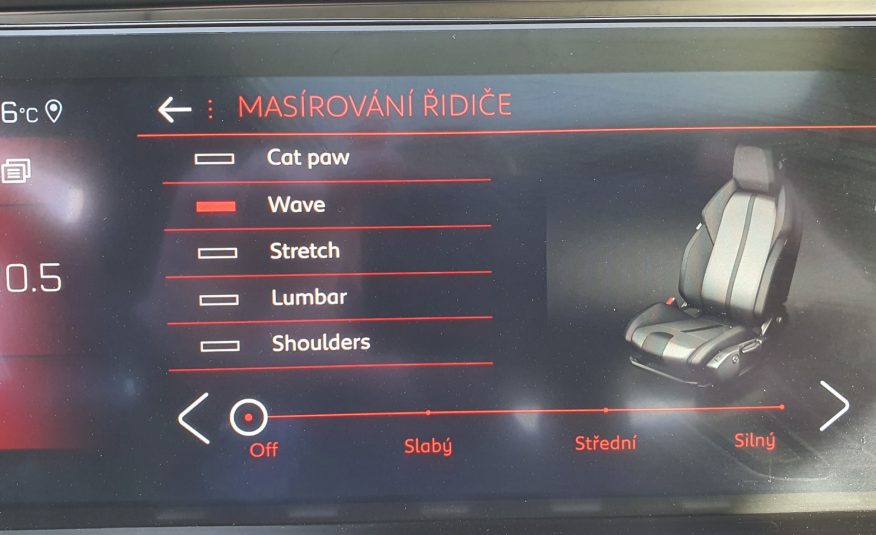 6°C
MASÍROVÁNÍ ŘIDIČE
Cat paw
Wave
Stretch
0.5
Lumbar
Shoulders
Off
Slabý
Střední
Silný